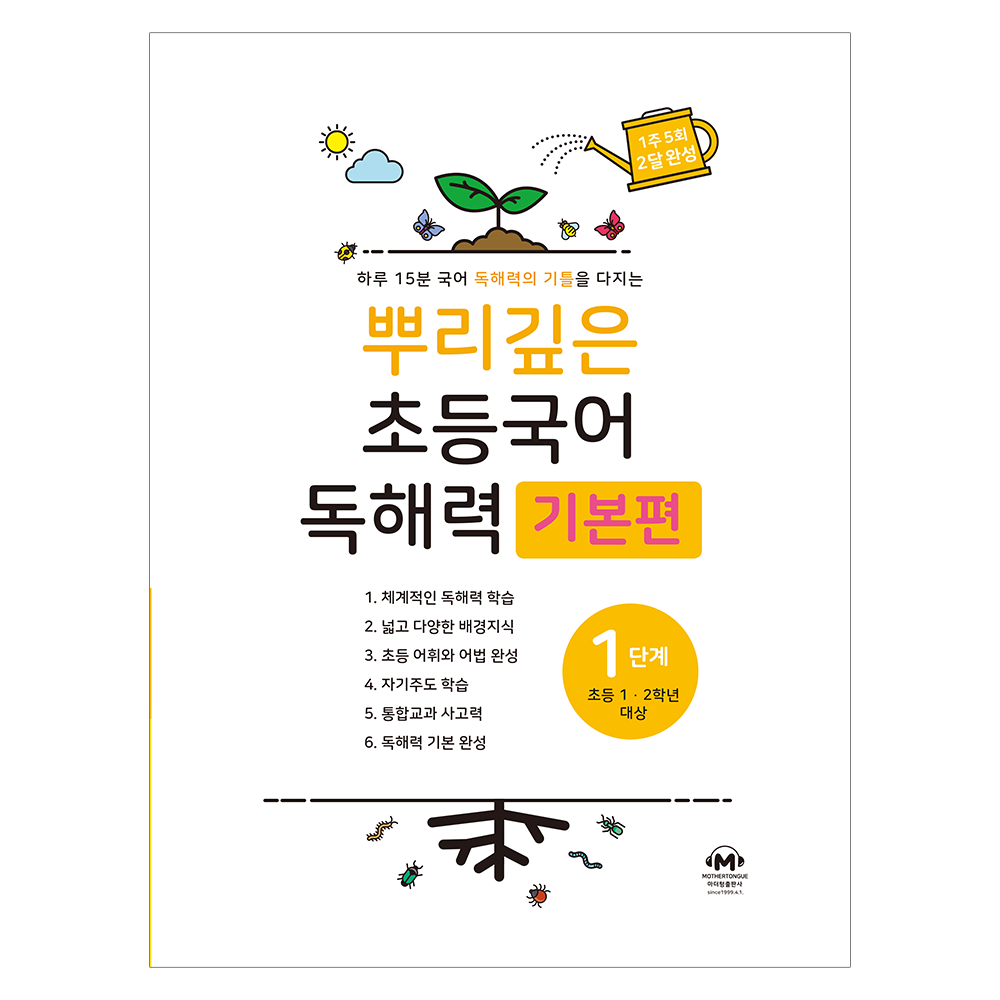 1주 5회
2달 완성
하루 15분 국어 독해력의 기틀을 다지는
뿌리깊은
초등국어
독해력 기본편
1. 체계적인 독해력 학습
2. 넓고 다양한 배경지식
3. 초등 어휘와 어법 완성
4. 자기주도 학습
5. 통합교과 사고력
6. 독해력 기본 완성
1단계
초등 1 · 2학년
대상
M
MOTHERTONGUE
마더텅출판사
since1999.4.1.